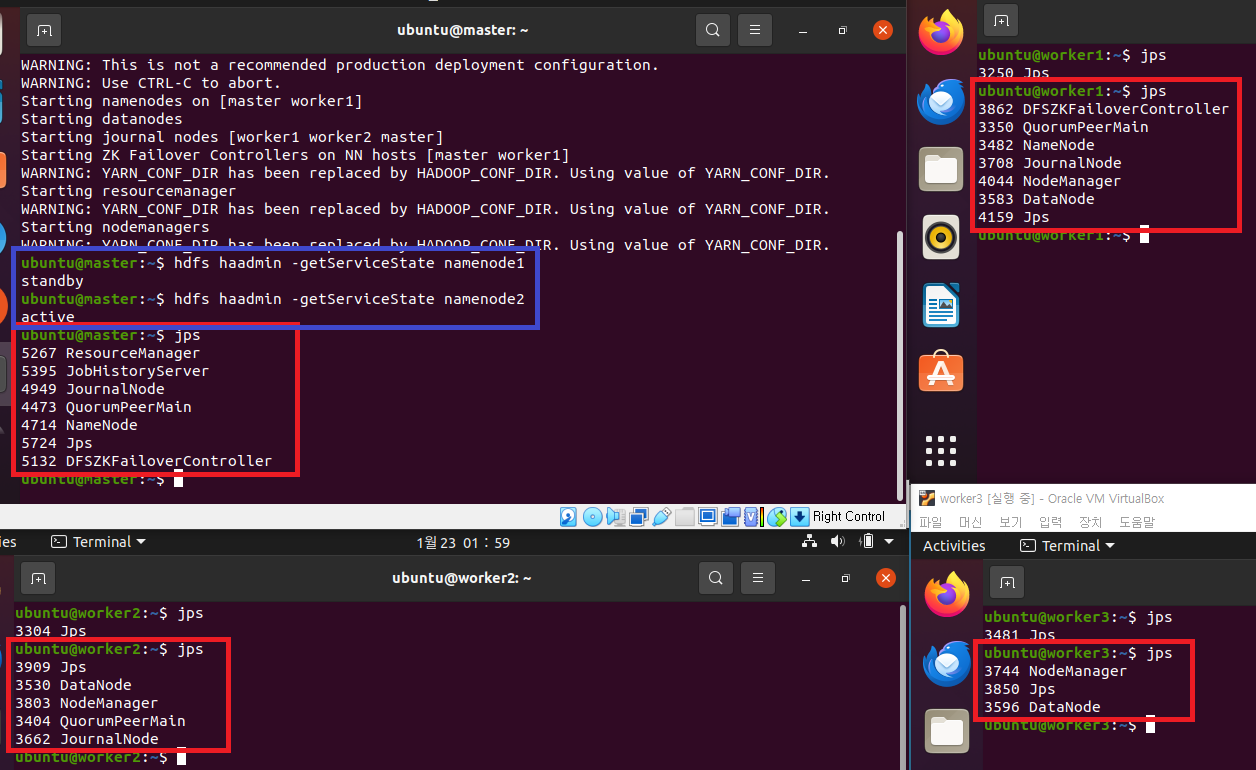 ubuntu@master: ~
WARNING: This is not a recommended production deployment configuration.
WARNING: Use CTRL-C to abort.
Starting namenodes on [master worker1]
Starting datanodes
Starting journal nodes [worker1 worker2 master]
Starting ZK Failover Controllers on NN hosts [master worker1]
WARNING: YARN_CONF_DIR has been replaced by HADOOP_CONF_DIR. Using value of YARN_CONF_DIR.
Starting resourcemanager
WARNING: YARN_CONF_DIR has been replaced by HADOOP_CONF_DIR. Using value of YARN_CONF_DIR.
Starting nodemanagers
WARNING: YARN_CONF_DIR has been replaced by HADOOP_CONF_DIR. Using value of YARN_CONF_DIR.
ubuntu@master:~$ hdfs haadmin -getServiceState namenode1
standby
ubuntu@master:~$ hdfs haadmin -getServiceState namenode2
active
ubuntu@master:~$ jps
5267 ResourceManager
5395 JobHistoryServer
4949 JournalNode
4473 QuorumPeerMain
4714 NameNode
5724 Jps
5132 DFSZKFailoverController
ubuntu@master:~$
Right Control
ubuntu@worker1:~$ jps
3250 Jps
ubuntu@worker1:~$ jps
3862 DFSZKFailoverController
3350 QuorumPeerMain
3482 NameNode
3708 JournalNode
4044 NodeManager
3583 DataNode
4159 Jps
ubuntu@worker1:~$
es Terminal 1월 23 01 : 59
ubuntu@worker2: ~
ubuntu@worker2:~$ jps
3304 Jps
ubuntu@worker2:~$ jps
3909 Jps
3530 DataNode
3803 NodeManager
3404 QuorumPeerMain
3662 JournalNode
ubuntu@worker2:~$
worker3 [실행 중] - Oracle VM VirtualBox
파일 머신 보기 입력 장치 도움말
Activities Terminal
ubuntu@worker3:~$ jps
3481 Jps
ubuntu@worker3:~$ jps
3744 NodeManager
3850 Jps
3596 DataNode
ubuntu@worker3:~$